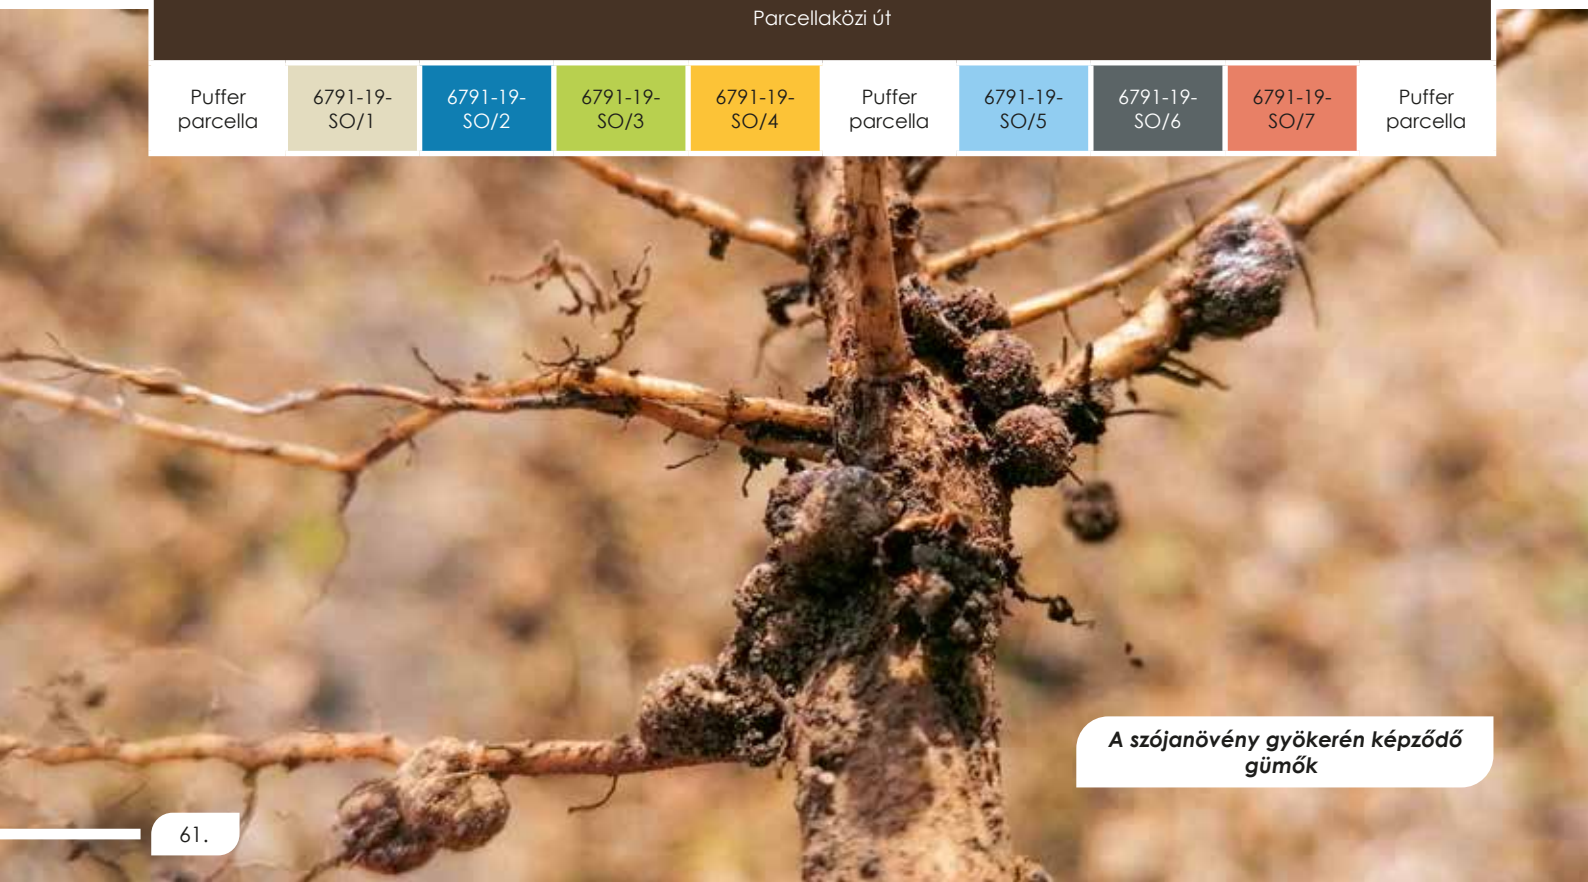 Parcellaközi út
Puffer
parcella
6791-19-
SO/1
6791-19-
SO/2
6791-19-
SO/3
6791-19-
SO/4
Puffer
parcella
6791-19-
SO/5
6791-19-
SO/6
6791-19-
SO/7
Puffer
parcella
A szójanövény gyökerén képződő
gümők
61.